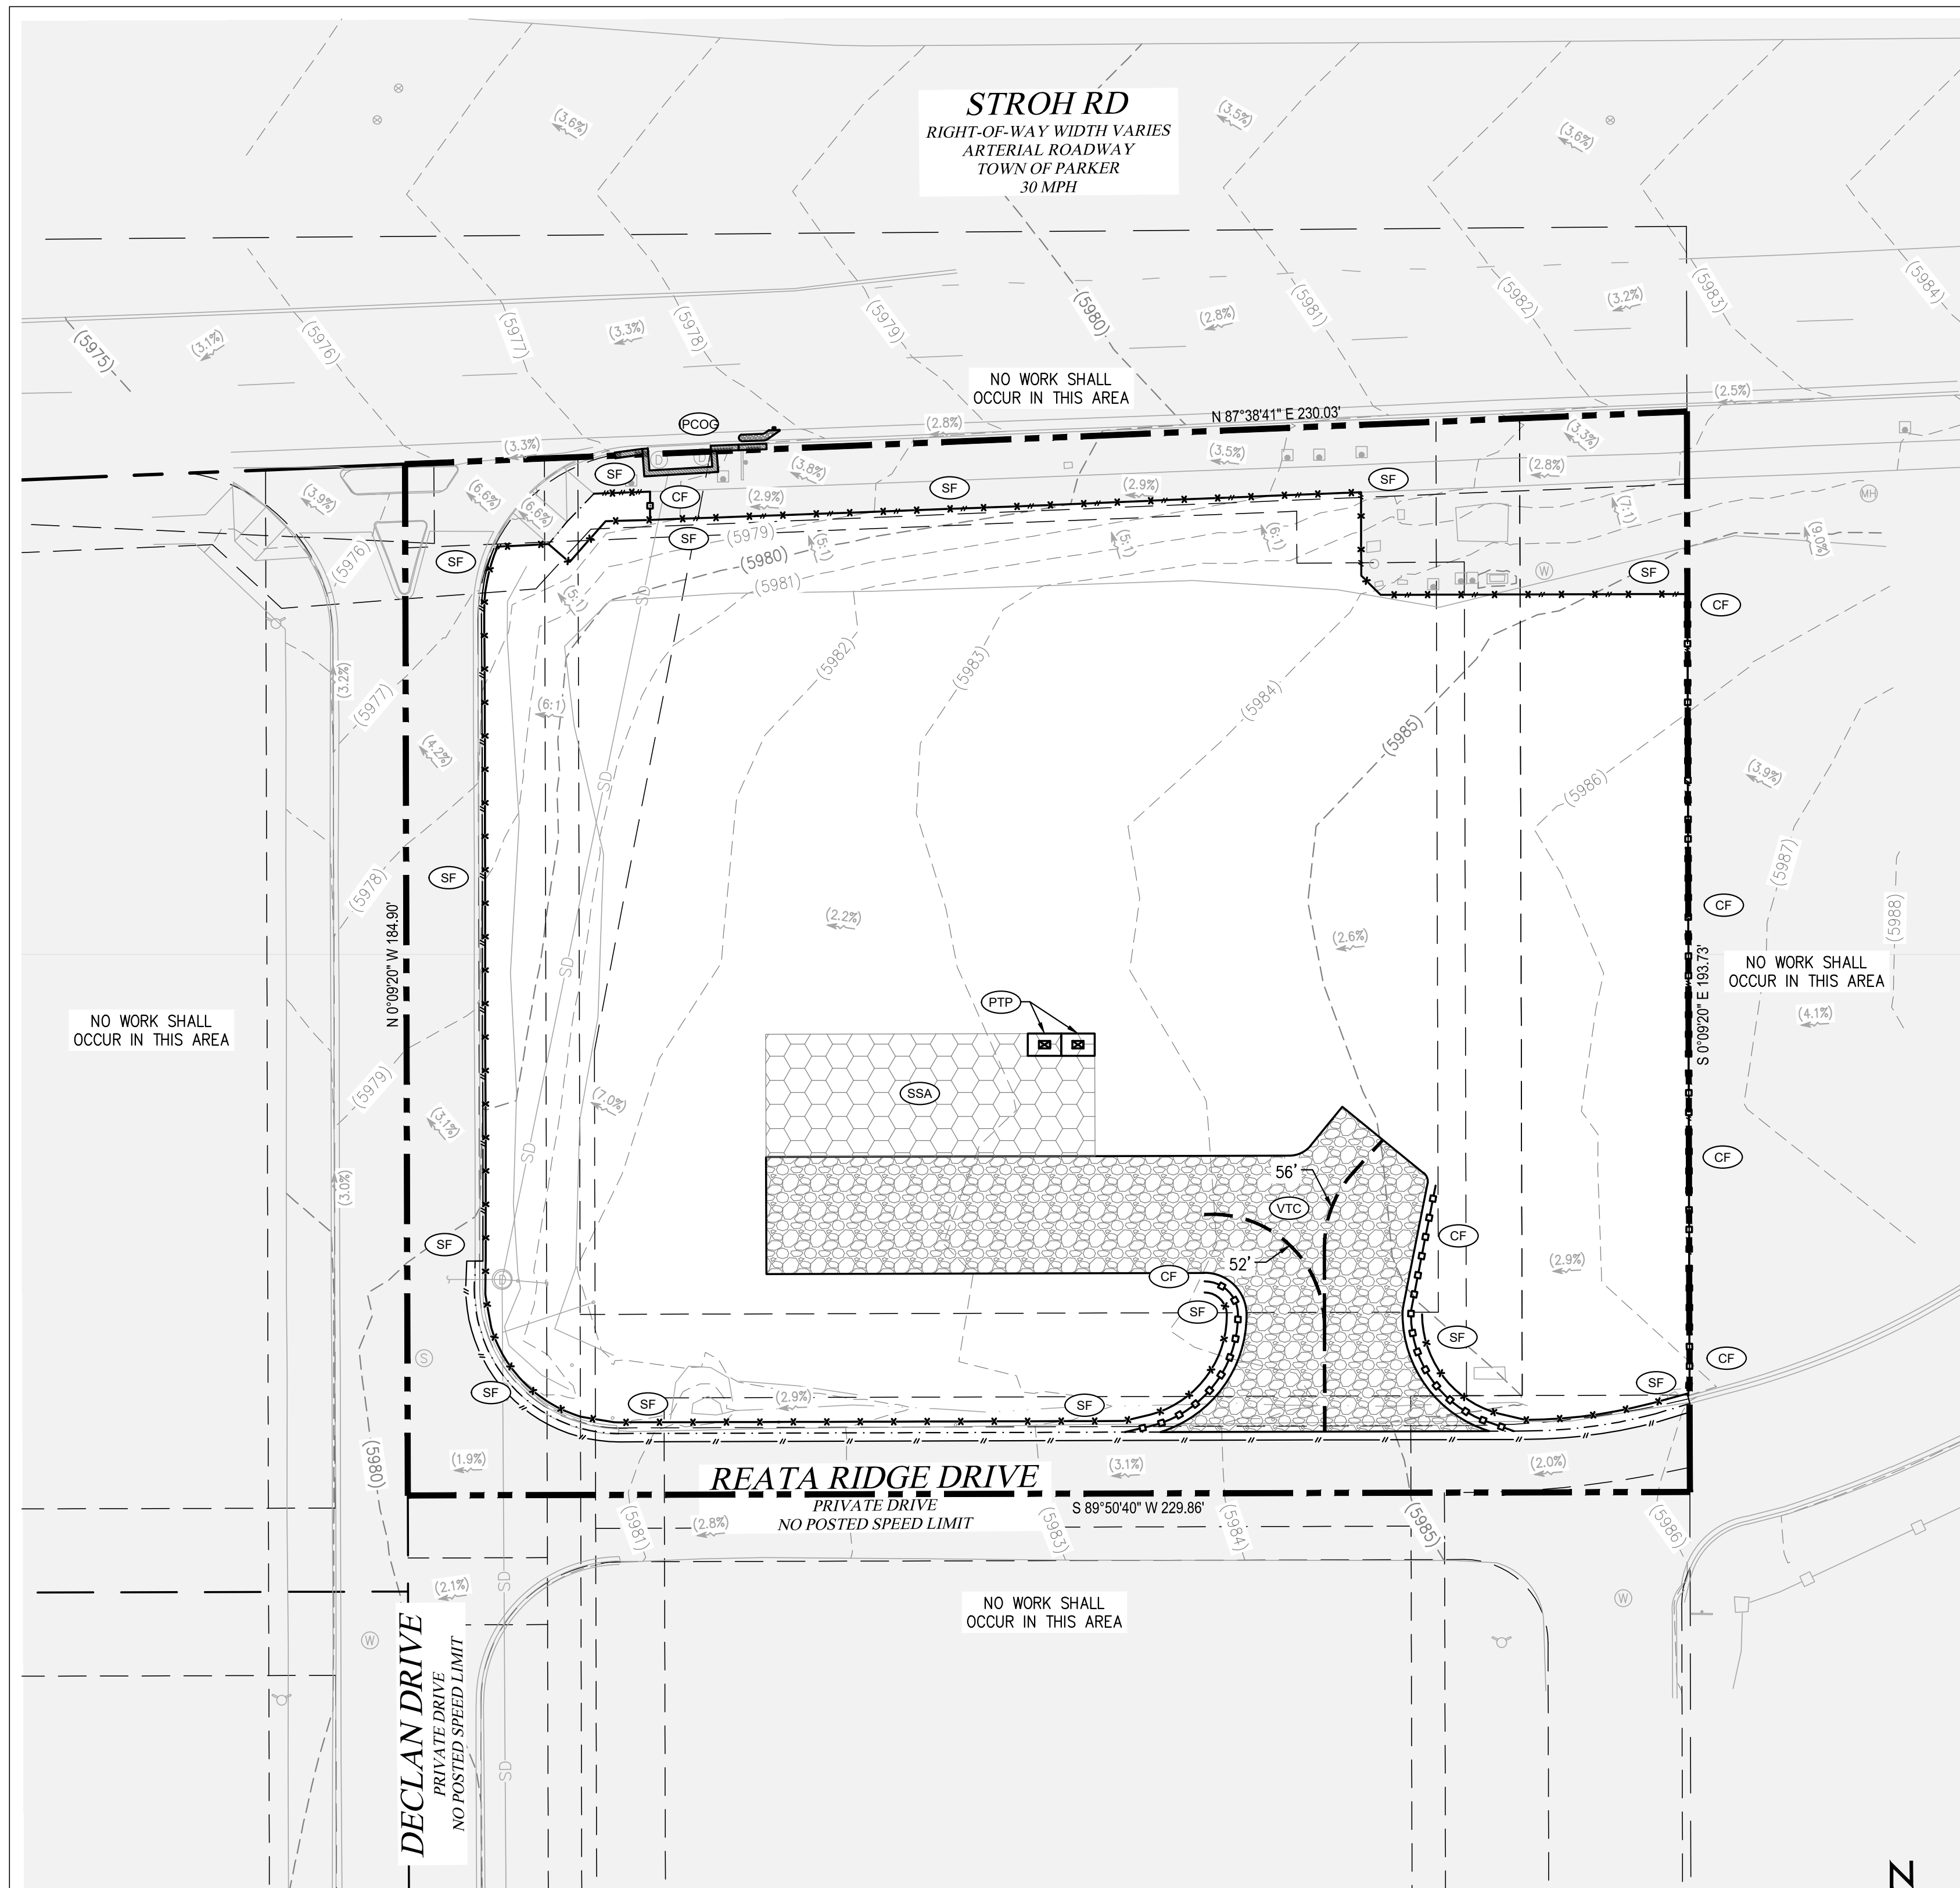 STROH RD
RIGHT-OF-WAY WIDTH VARIES
ARTERIAL ROADWAY
TOWN OF PARKER
30 MPH
(3.6%)
(3.5%)
(3.6%)
(5975)
(3.1%)
(5976)
(5977)
(3.3%)
(5978)
(5979)
(5980)
(2.8%)
(5981)
(5982)
(3.2%)
(5983)
(5984)
NO WORK SHALL
OCCUR IN THIS AREA
N 87°38'41" E 230.03'
(2.5%)
PCOG
(2.8%)
(3.3%)
(3.3%)
(3.5%)
(2.8%)
(3.8%)
SF
CF
SF
SF
(3.9%)
(6.6%)
(6.6%)
(2.9%)
(2.9%)
MH
D
SF
(5979)
(5980)
(5981)
(5:1)
(5:1)
(6:1)
(7:1)
(9.0%)
(5976)
SF
(5:1)
SD
W
SF
CF
(3.2%)
(5977)
(6:1)
(5982)
(5983)
(5984)
(5985)
(4.2%)
SD
(5986)
(3.9%)
(5978)
SF
(2.2%)
(2.6%)
(5987)
CF
(5988)
N 0°09'20" W 184.90'
SD
S 0°09'20" E 193.73'
NO WORK SHALL
OCCUR IN THIS AREA
NO WORK SHALL
OCCUR IN THIS AREA
(4.1%)
PTP
(5979)
SSA
(3.1%)
(7.0%)
SD
CF
(3.0%)
56'
VTC
52'
SF
CF
(2.9%)
D
CF
SF
SF
S
CF
SF
SF
SF
(2.9%)
SF
(5980)
(1.9%)
REATA RIDGE DRIVE
PRIVATE DRIVE
NO POSTED SPEED LIMIT
(3.1%)
(2.0%)
S 89°50'40" W 229.86'
(5981)
(2.8%)
(5983)
(5984)
(5985)
(5986)
(2.1%)
SD
NO WORK SHALL
OCCUR IN THIS AREA
W
W
DECLAN DRIVE
PRIVATE DRIVE
NO POSTED SPEED LIMIT
SD
N